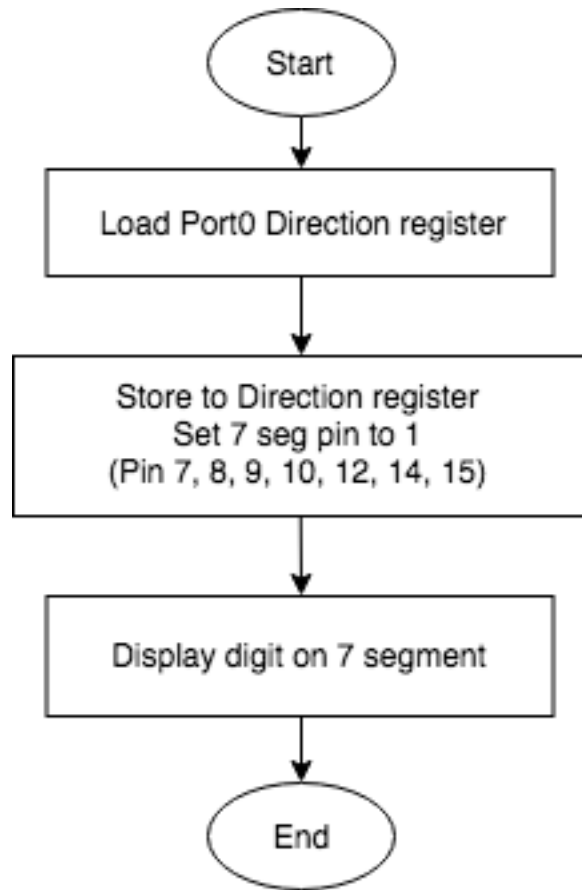 Start
Load Port0 Direction register
Store to Direction register
Set 7 seg pin to 1
(Pin 7, 8, 9, 10, 12, 14, 15)
Display digit on 7 segment
End